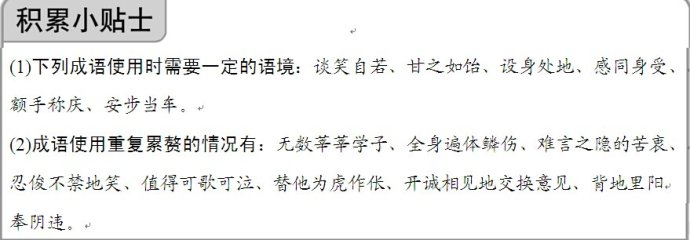 积累小贴士
(1)下列成语使用时需要一定的语境：谈笑自若、甘之如饴、设身处地、感同身受、
额手称庆、安步当车。
(2)成语使用重复累赘的情况有：无数莘莘学子、全身遍体鳞伤、难言之隐的苦衷、
忍俊不禁地笑、值得可歌可泣、替他为虎作伥、开诚相见地交换意见、背地里阳
奉阴违。